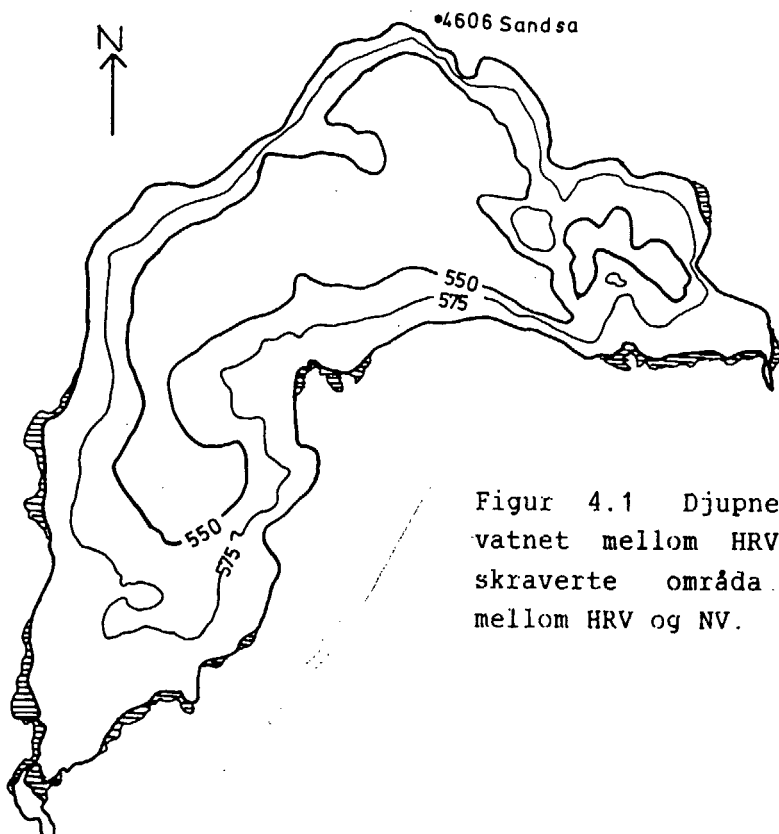 •4606 Sandsa
N
550
575
550
575
Figur 4.1 Djupne
vatnet mellom HRV
skraverte områda
mellom HRV og NV.